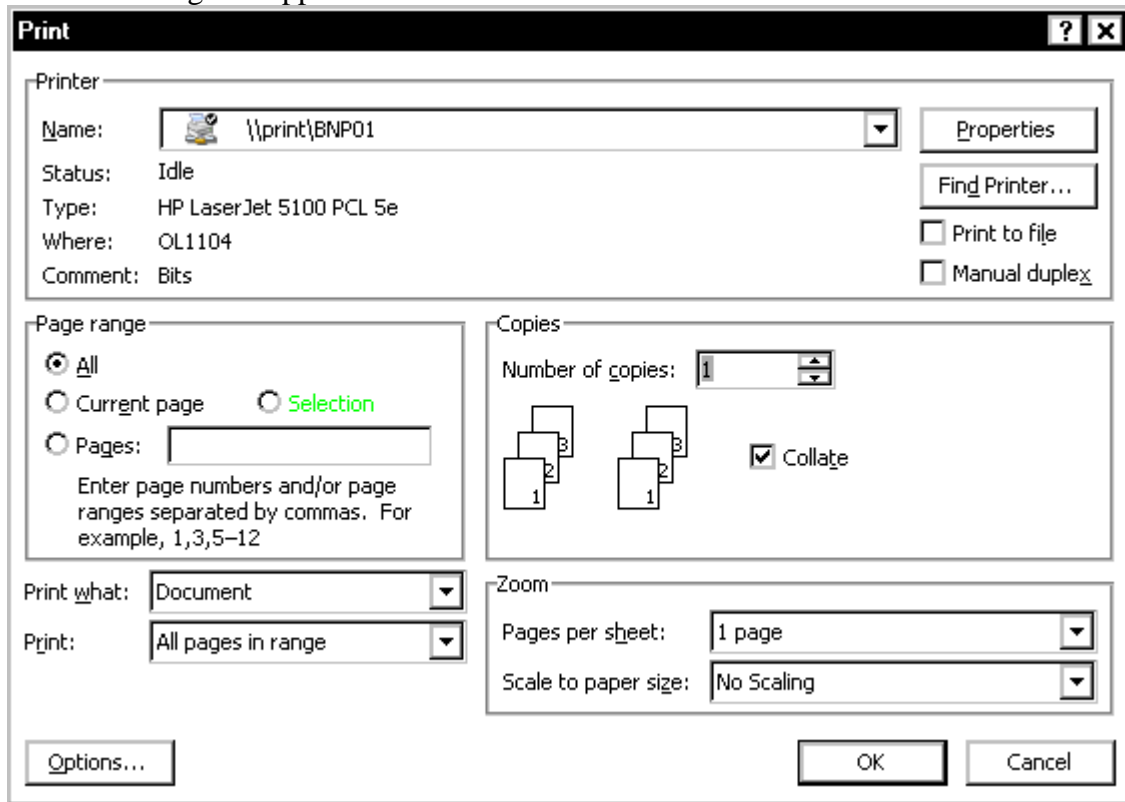 Print
Printer
Name: \\print\BNP01
Properties
Status: Idle
Find Printer...
Type: HP LaserJet 5100 PCL 5e
Where: OL1104
Print to file
Comment: Bits
Manual duplex
Page range
All
Current page Selection
Pages:
Enter page numbers and/or page
ranges separated by commas. For
example, 1,3,5–12
Copies
Number of copies: 1
3 3
2 2
1 1
Collate
Print what: Document
Print: All pages in range
Zoom
Pages per sheet: 1 page
Scale to paper size: No Scaling
Options...
OK Cancel